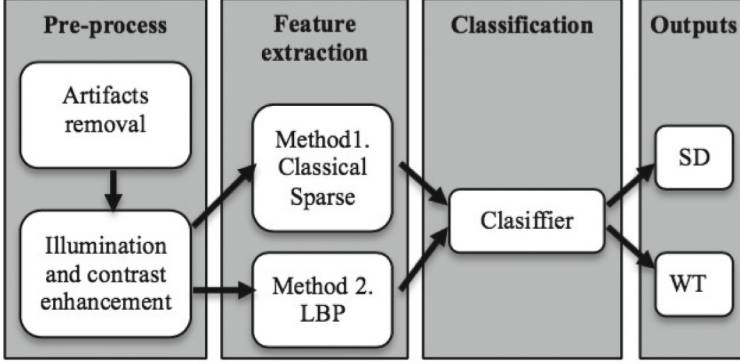 Pre-process
Artifacts
removal
Illumination
and contrast
enhancement
Feature
extraction
Method1.
Classical
Sparse
Method 2.
LBP
Classification
Clasiffier
Outputs
SD
WT